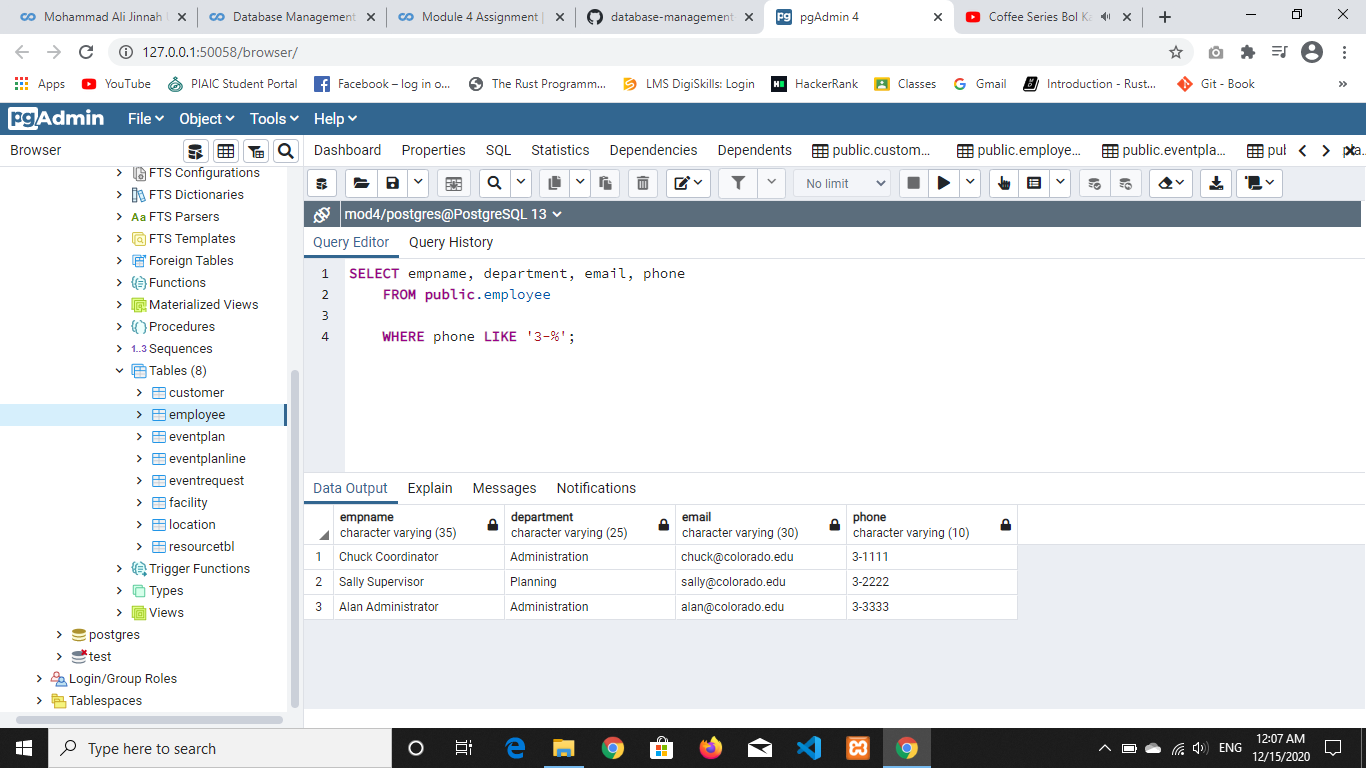 Mohammad Ali Jinnah
Database Management
Module 4 Assignment |
database-management
pgAdmin 4
Coffee Series Bol Ka
127.0.0.1:50058/browser/
Apps
YouTube
PIAIC Student Portal
Facebook – log in o...
The Rust Programm...
LMS DigiSkills: Login
HackerRank
Classes
Gmail
Introduction - Rust...
Git - Book
»
pgAdmin
File
Object
Tools
Help
Browser
Dashboard
Properties
SQL
Statistics
Dependencies
Dependents
public.custom...
public.employe...
public.eventpla...
pul
No limit
mod4/postgres@PostgreSQL 13
Query Editor
Query History
1 SELECT empname, department, email, phone
2 FROM public.employee
3
4 WHERE phone LIKE '3-%';
FTS Configurations
FTS Dictionaries
Aa FTS Parsers
FTS Templates
Foreign Tables
Functions
Materialized Views
Procedures
1..3 Sequences
Tables (8)
customer
employee
eventplan
eventplanline
eventrequest
facility
location
resourcetbl
Trigger Functions
Types
Views
postgres
test
Login/Group Roles
Tablespaces
Data Output
Explain
Messages
Notifications
empname department email phone
character varying (35) character varying (25) character varying (30) character varying (10)
1 Chuck Coordinator Administration chuck@colorado.edu 3-1111
2 Sally Supervisor Planning sally@colorado.edu 3-2222
3 Alan Administrator Administration alan@colorado.edu 3-3333
Type here to search
ENG
12:07 AM
12/15/2020